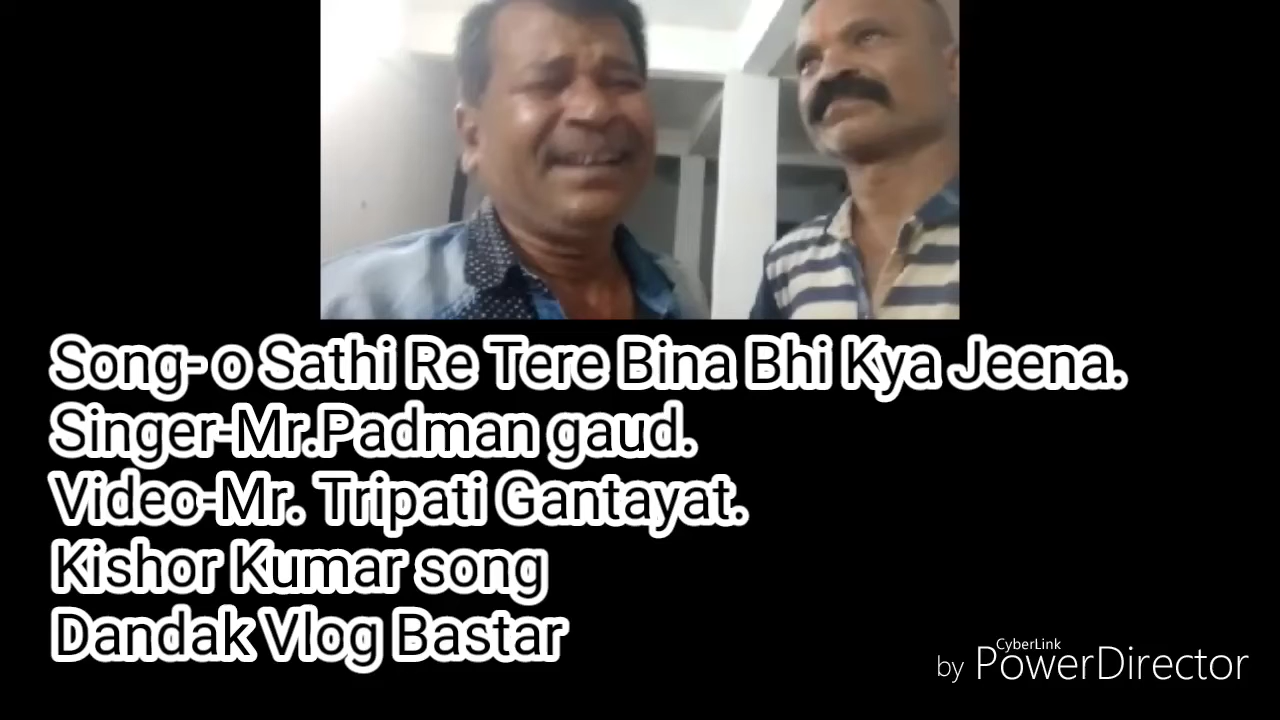 Song- o Sathi Re Tere Bina Bhi Kya Jeena.
Singer-Mr.Padman gaud.
Video-Mr. Tripati Gantayat.
Kishor Kumar song
Dandak Vlog Bastar
CyberLink
by PowerDirector